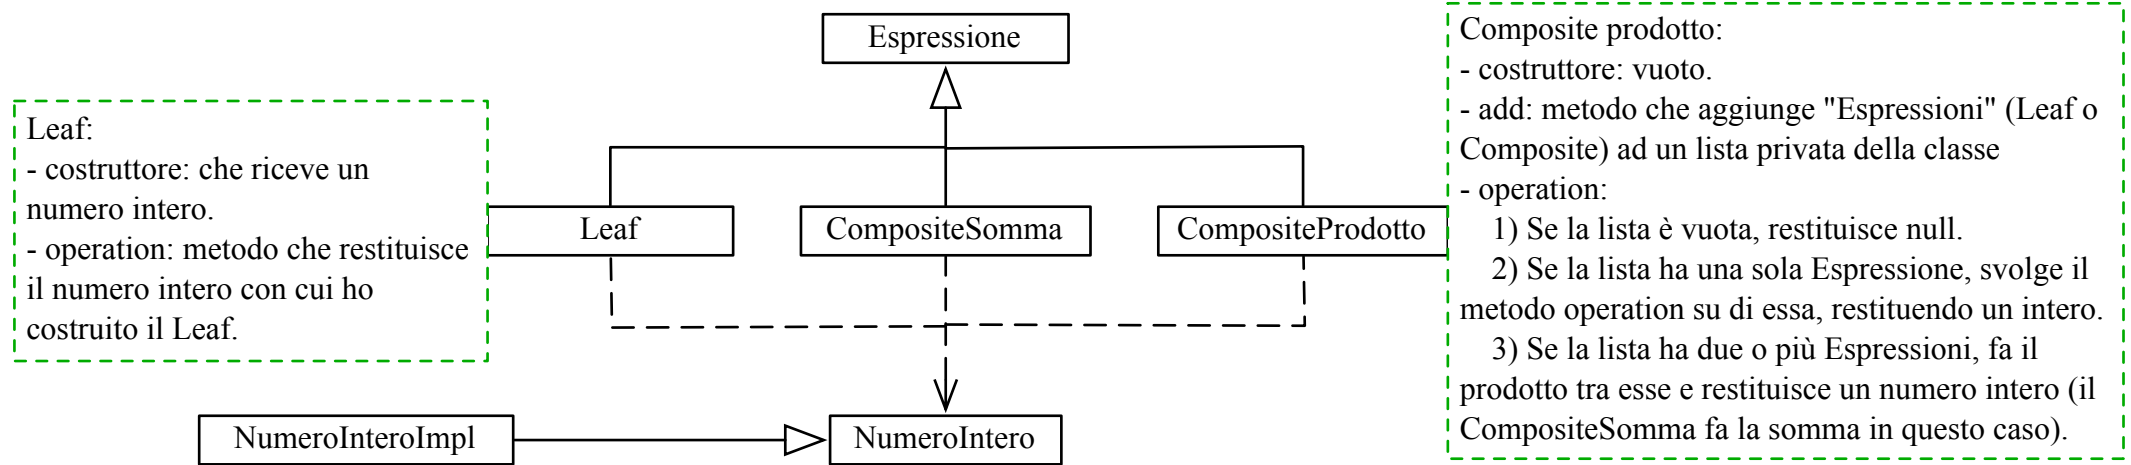 Espressione
Leaf:
- costruttore: che riceve un
numero intero.
- operation: metodo che restituisce
il numero intero con cui ho
costruito il Leaf.
Leaf
CompositeSomma
CompositeProdotto
NumeroInteroImpl
NumeroIntero
Composite prodotto:
- costruttore: vuoto.
- add: metodo che aggiunge "Espressioni" (Leaf o
Composite) ad un lista privata della classe
- operation:
1) Se la lista è vuota, restituisce null.
2) Se la lista ha una sola Espressione, svolge il
metodo operation su di essa, restituendo un intero.
3) Se la lista ha due o più Espressioni, fa il
prodotto tra esse e restituisce un numero intero (il
CompositeSomma fa la somma in questo caso).